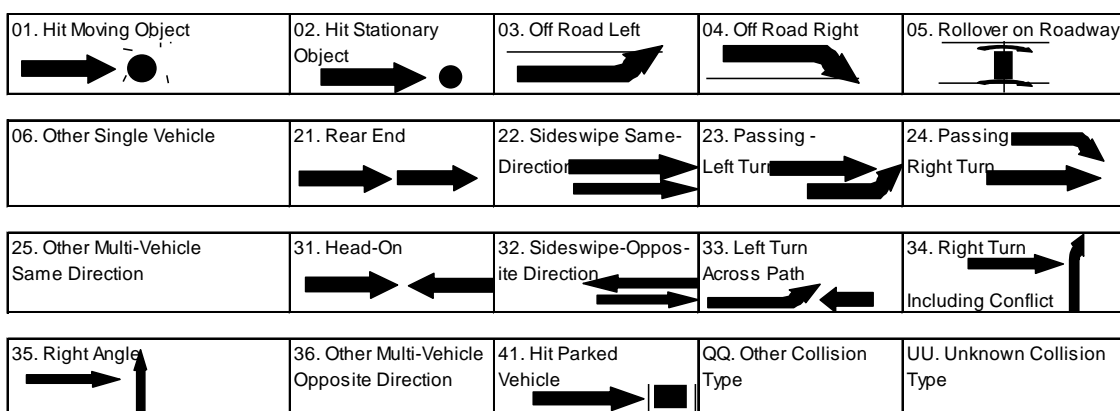 01. Hit Moving Object
02. Hit Stationary
Object
03. Off Road Left
04. Off Road Right
05. Rollover on Roadway
06. Other Single Vehicle
21. Rear End
22. Sideswipe Same-
Direction
23. Passing -
Left Turn
24. Passing
Right Turn
25. Other Multi-Vehicle
Same Direction
31. Head-On
32. Sideswipe-Oppos-
ite Direction
33. Left Turn
Across Path
34. Right Turn
Including Conflict
35. Right Angle
36. Other Multi-Vehicle
Opposite Direction
41. Hit Parked
Vehicle
QQ. Other Collision
Type
UU. Unknown Collision
Type